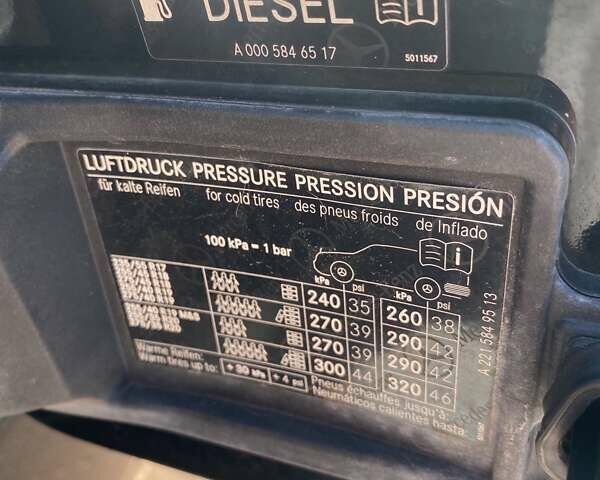 DIESEL
A 000 584 65 17
5011567
LUFTDRUCK PRESSURE PRESSION PRESIÓN
für kalte Reifen for cold tires des pneus froids de Inflado
100 kPa = 1 bar
kPa psi kPa psi
240 35 260 38
270 39 290 42
270 39 290 42
300 44 320 46
Warme Reifen:
Warm tires up to: + 30 kPa + 4 psi
Pneus échauffés jusqu'à:
Neumáticos calientes hasta
A 221 584 95 13